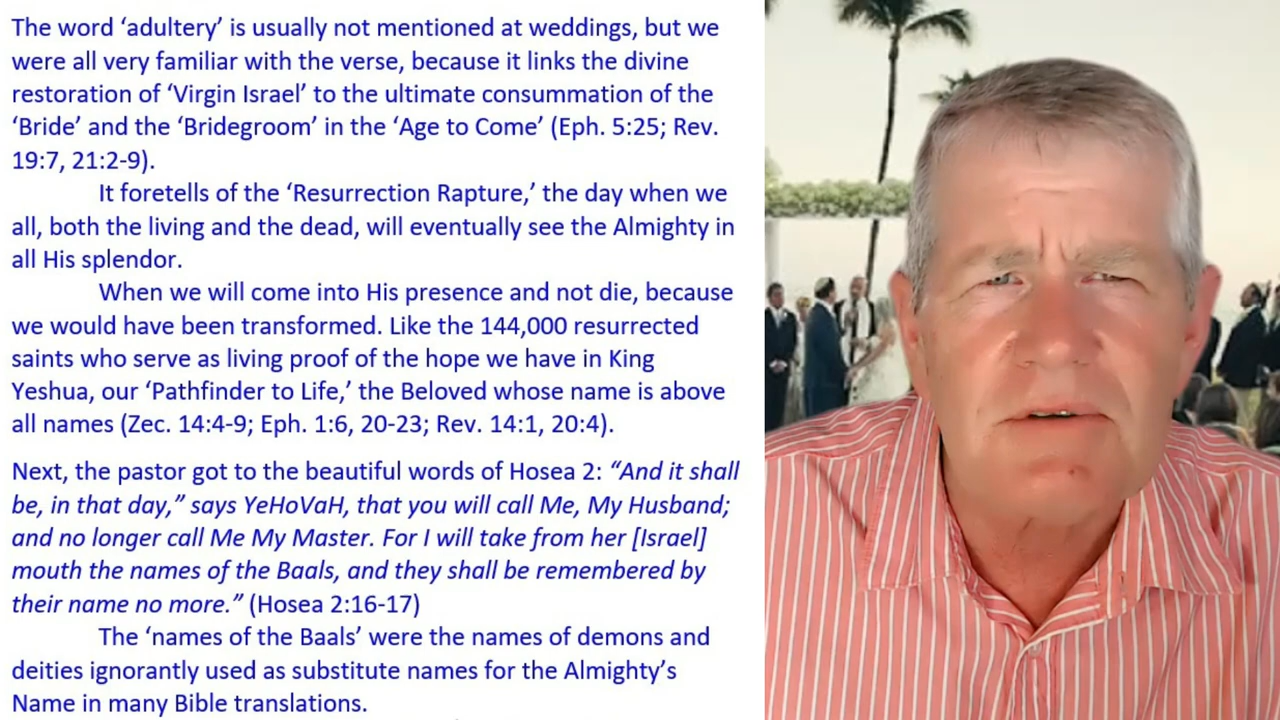 The word ‘adultery’ is usually not mentioned at weddings, but we
were all very familiar with the verse, because it links the divine
restoration of ‘Virgin Israel’ to the ultimate consummation of the
‘Bride’ and the ‘Bridegroom’ in the ‘Age to Come’ (Eph. 5:25; Rev.
19:7, 21:2-9).
It foretells of the ‘Resurrection Rapture,’ the day when we
all, both the living and the dead, will eventually see the Almighty in
all His splendor.
When we will come into His presence and not die, because
we would have been transformed. Like the 144,000 resurrected
saints who serve as living proof of the hope we have in King
Yeshua, our ‘Pathfinder to Life,’ the Beloved whose name is above
all names (Zec. 14:4-9; Eph. 1:6, 20-23; Rev. 14:1, 20:4).
Next, the pastor got to the beautiful words of Hosea 2: “And it shall
be, in that day,” says YeHoVaH, that you will call Me, My Husband;
and no longer call Me My Master. For I will take from her [Israel]
mouth the names of the Baals, and they shall be remembered by
their name no more.” (Hosea 2:16-17)
The ‘names of the Baals’ were the names of demons and
deities ignorantly used as substitute names for the Almighty’s
Name in many Bible translations.